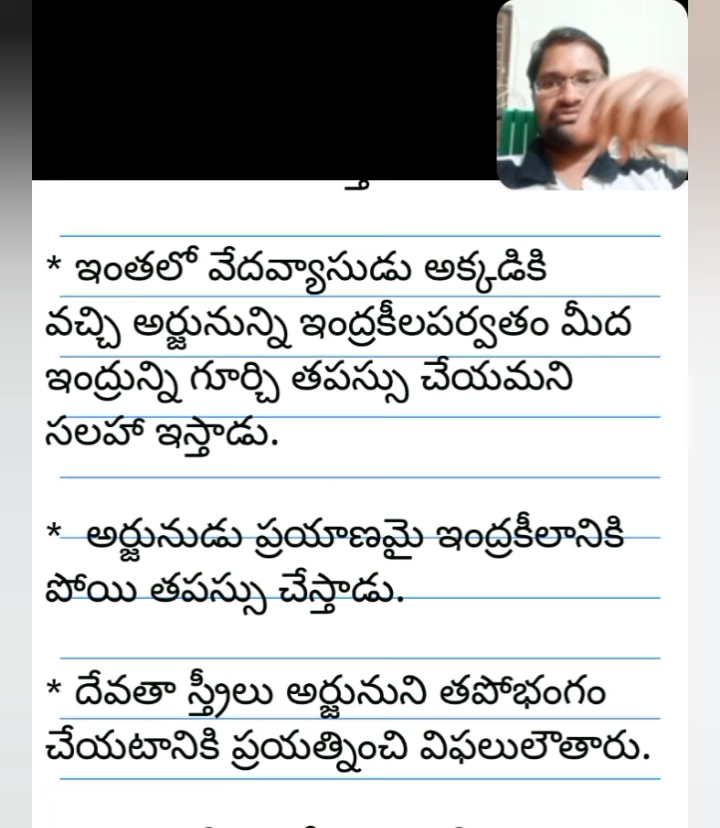 * ఇంతలో వేదవ్యాసుడు అక్కడికి
వచ్చి అర్జునున్ని ఇంద్రకీలపర్వతం మీద
ఇంద్రున్ని గూర్చి తపస్సు చేయమని
సలహా ఇస్తాడు.
* అర్జునుడు ప్రయాణమై ఇంద్రకీలానికి
పోయి తపస్సు చేస్తాడు.
* దేవతా స్త్రీలు అర్జునుని తపోభంగం
చేయటానికి ప్రయత్నించి విఫలులౌతారు.